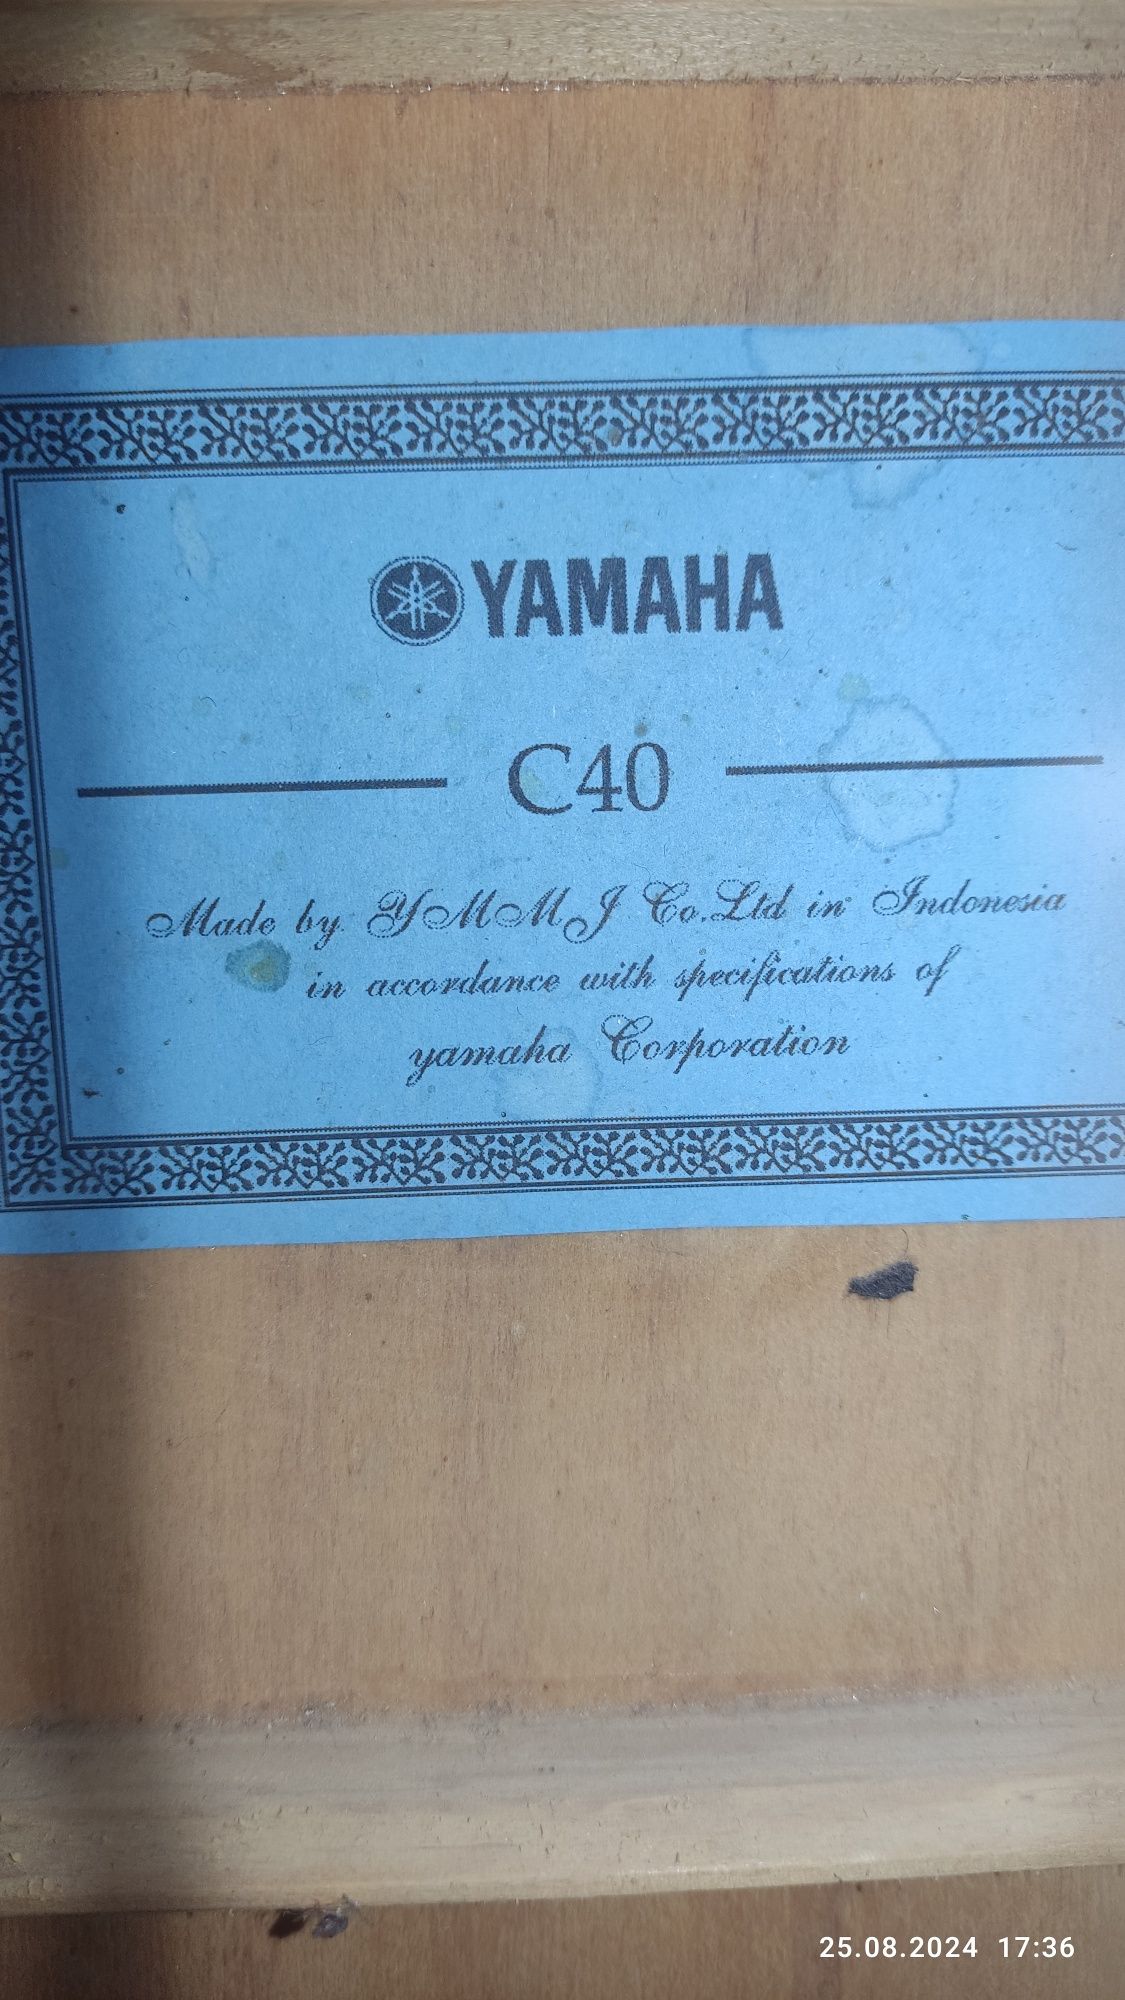 YAMAHA
C40
Made by YMMJ Co.Ltd in Indonesia
in accordance with specifications of
yamaha Corporation
25.08.2024 17:36